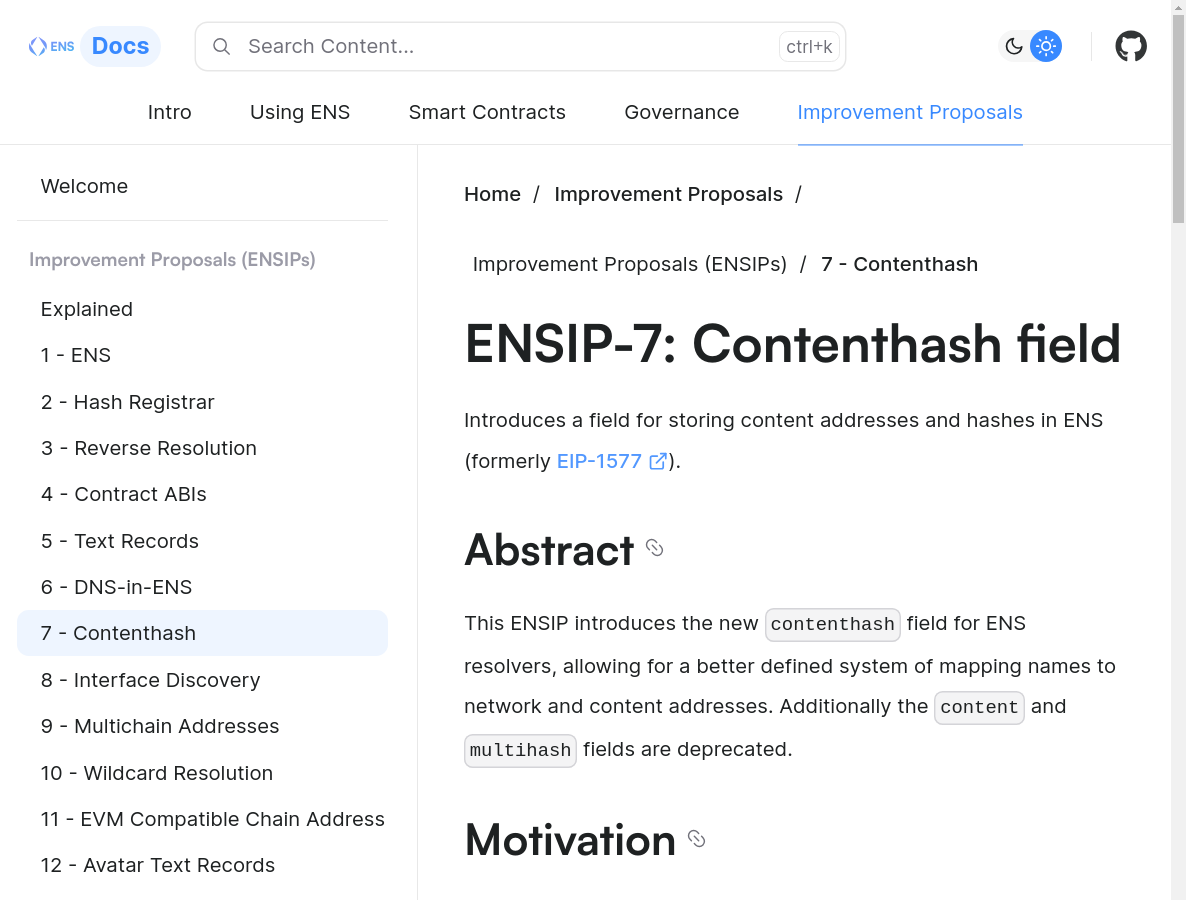 ENS Docs
Search Content...
ctrl+k
Intro
Using ENS
Smart Contracts
Governance
Improvement Proposals
Welcome
Improvement Proposals (ENSIPs)
Explained
1 - ENS
2 - Hash Registrar
3 - Reverse Resolution
4 - Contract ABIs
5 - Text Records
6 - DNS-in-ENS
7 - Contenthash
8 - Interface Discovery
9 - Multichain Addresses
10 - Wildcard Resolution
11 - EVM Compatible Chain Address
12 - Avatar Text Records
Home / Improvement Proposals /
Improvement Proposals (ENSIPs) / 7 - Contenthash
ENSIP-7: Contenthash field
Introduces a field for storing content addresses and hashes in ENS
(formerly EIP-1577).
Abstract
This ENSIP introduces the new contenthash field for ENS
resolvers, allowing for a better defined system of mapping names to
network and content addresses. Additionally the content and
multihash fields are deprecated.
Motivation